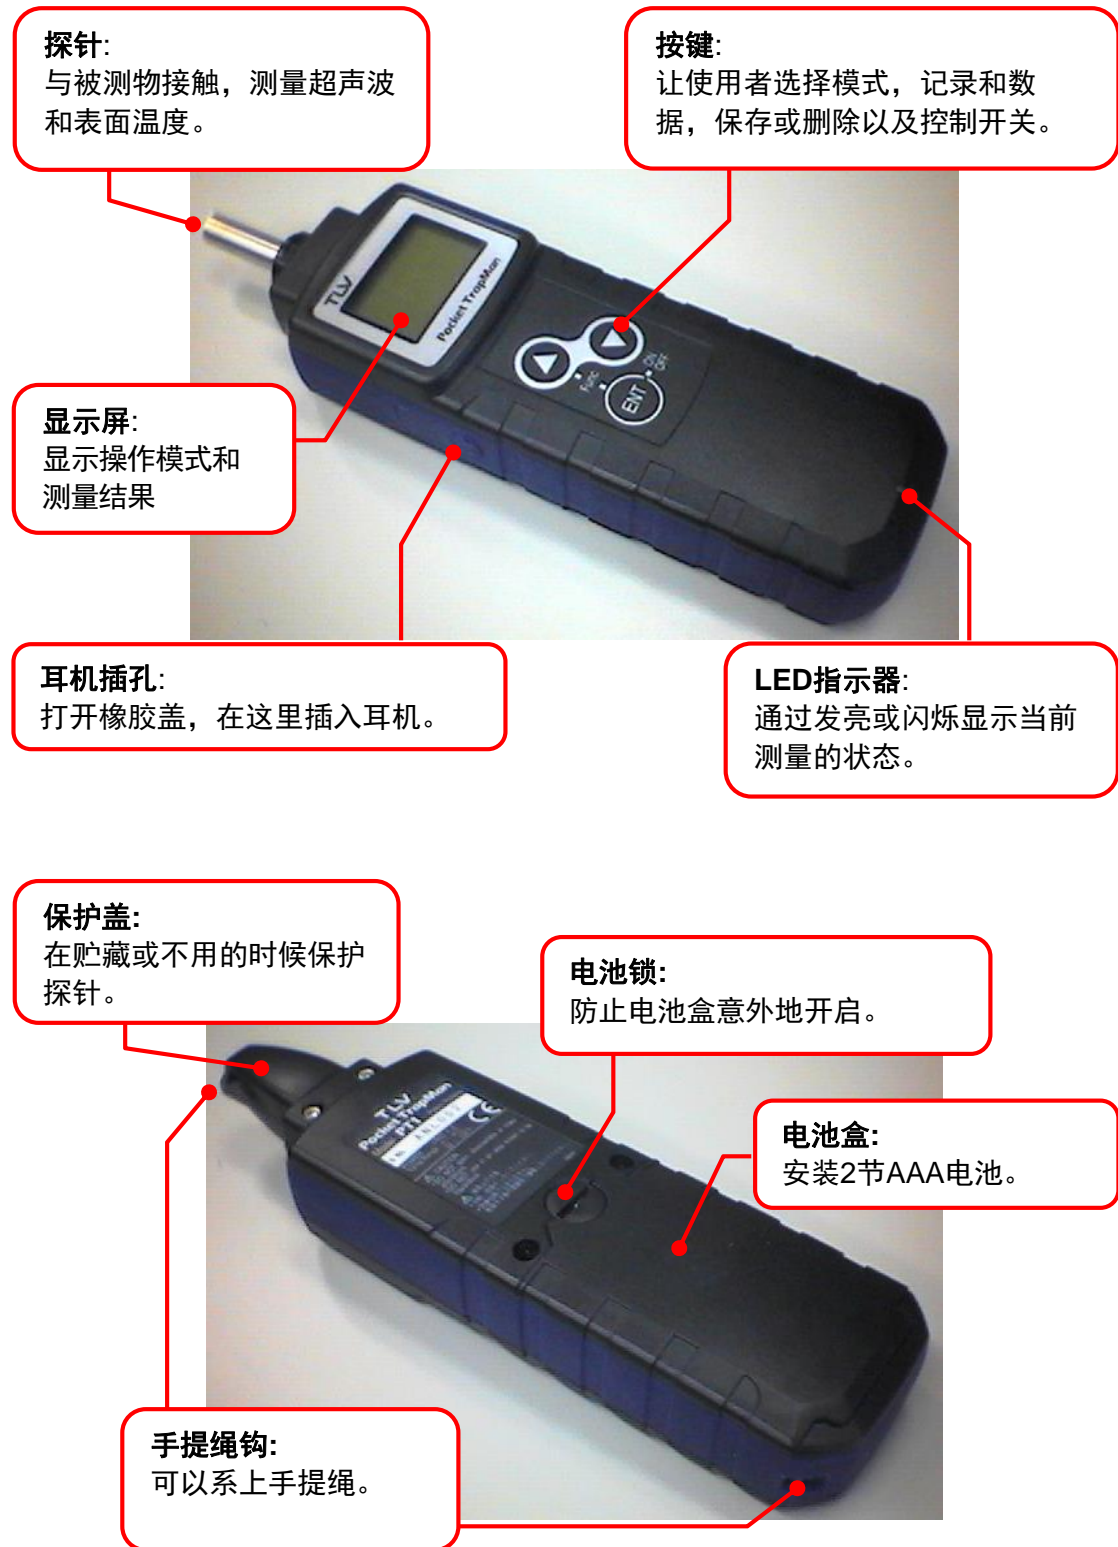 探针:
与被测物接触，测量超声波
和表面温度。
按键:
让使用者选择模式，记录和数
据，保存或删除以及控制开关。
TLV
Pocket TrapMan
Func
ENT
ON
OFF
显示屏:
显示操作模式和
测量结果
耳机插孔:
打开橡胶盖，在这里插入耳机。
LED指示器:
通过发亮或闪烁显示当前
测量的状态。
保护盖:
在贮藏或不用的时候保护
探针。
电池锁:
防止电池盒意外地开启。
TLV
Pocket TrapMan
PT1
CE
电池盒:
安装2节AAA电池。
手提绳钩:
可以系上手提绳。